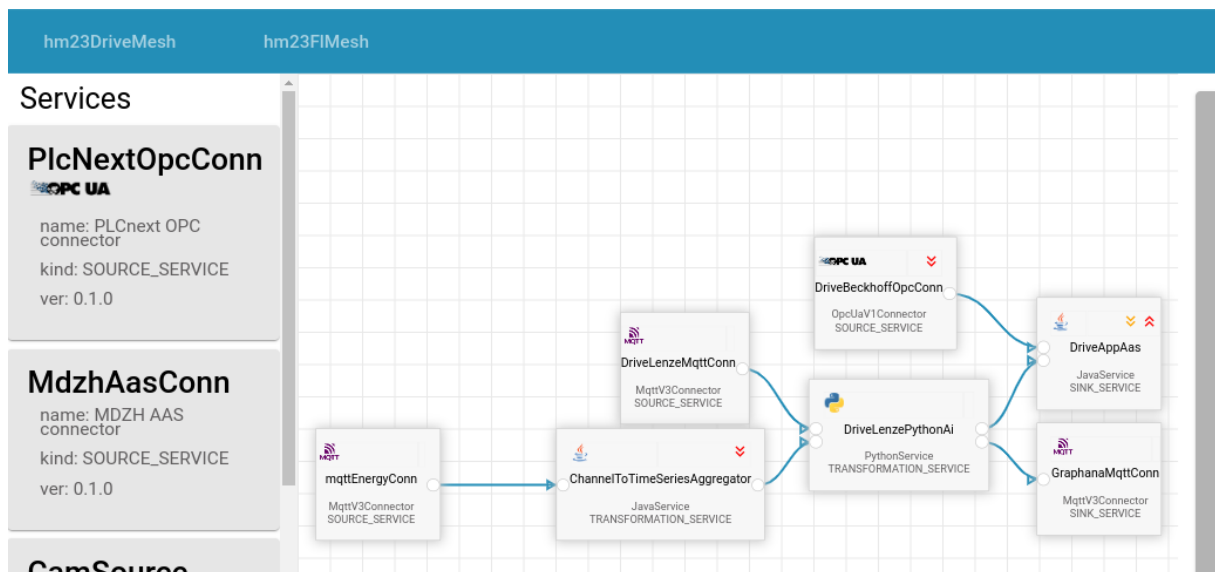 hm23DriveMesh
hm23FlMesh
Services
PlcNextOpcConn
OPC UA
name: PLCnext OPC
connector
kind: SOURCE_SERVICE
ver: 0.1.0
MdzhAasConn
name: MDZH AAS
connector
kind: SOURCE_SERVICE
ver: 0.1.0
CamSource
OPC UA
DriveBeckhoffOpcConn
OpcUaV1Connector
SOURCE_SERVICE
MQTT
DriveLenzeMqttConn
MqttV3Connector
SOURCE_SERVICE
DriveAppAas
JavaService
SINK_SERVICE
DriveLenzePythonAi
PythonService
TRANSFORMATION_SERVICE
MQTT
mqttEnergyConn
MqttV3Connector
SOURCE_SERVICE
ChannelToTimeSeriesAggregator
JavaService
TRANSFORMATION_SERVICE
MQTT
GraphanaMqttConn
MqttV3Connector
SINK_SERVICE